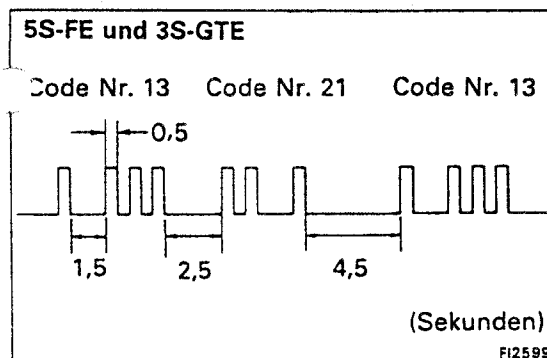 5S-FE und 3S-GTE
Code Nr. 13 Code Nr. 21 Code Nr. 13
0,5
1,5 2,5 4,5
(Sekunden)
FI2599